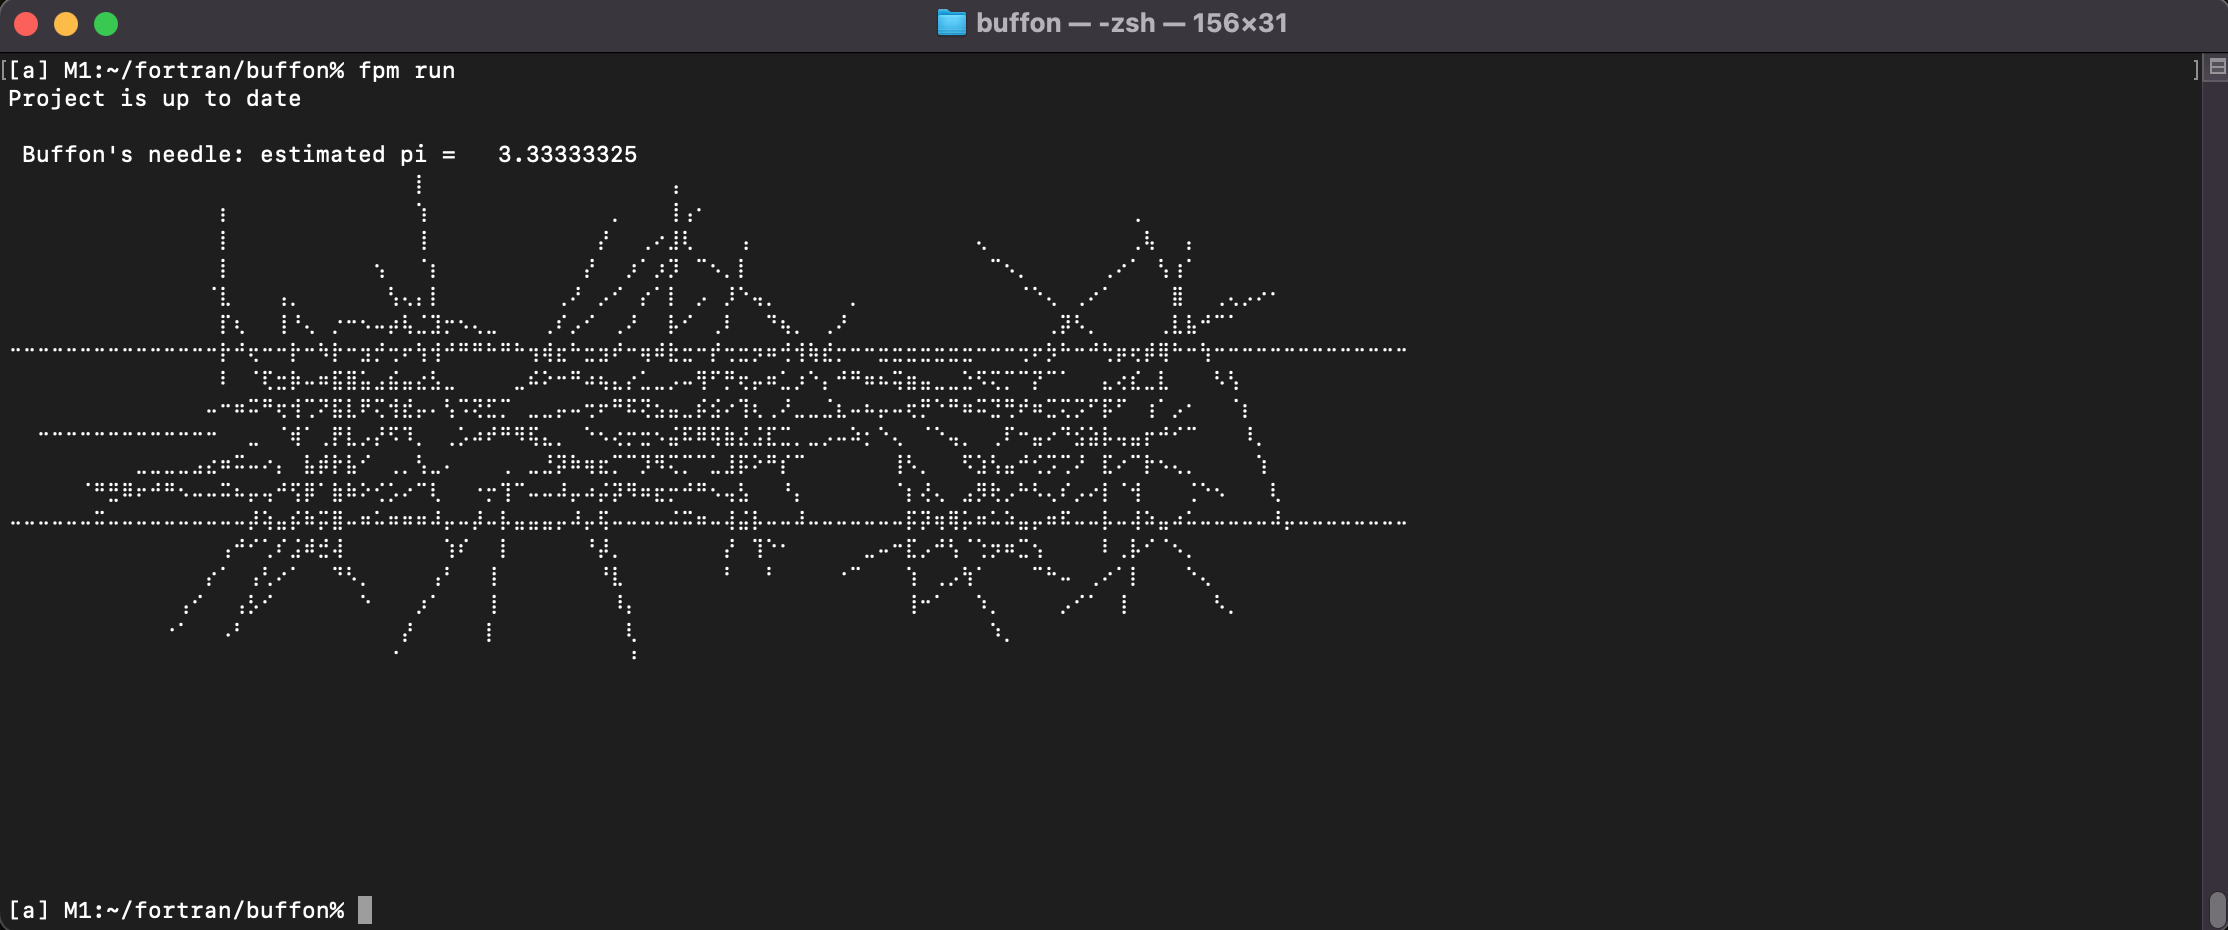 buffon — -zsh — 156×31
[[a] M1:~/fortran/buffon% fpm run ]
Project is up to date
Buffon's needle: estimated pi = 3.33333325
[a] M1:~/fortran/buffon%